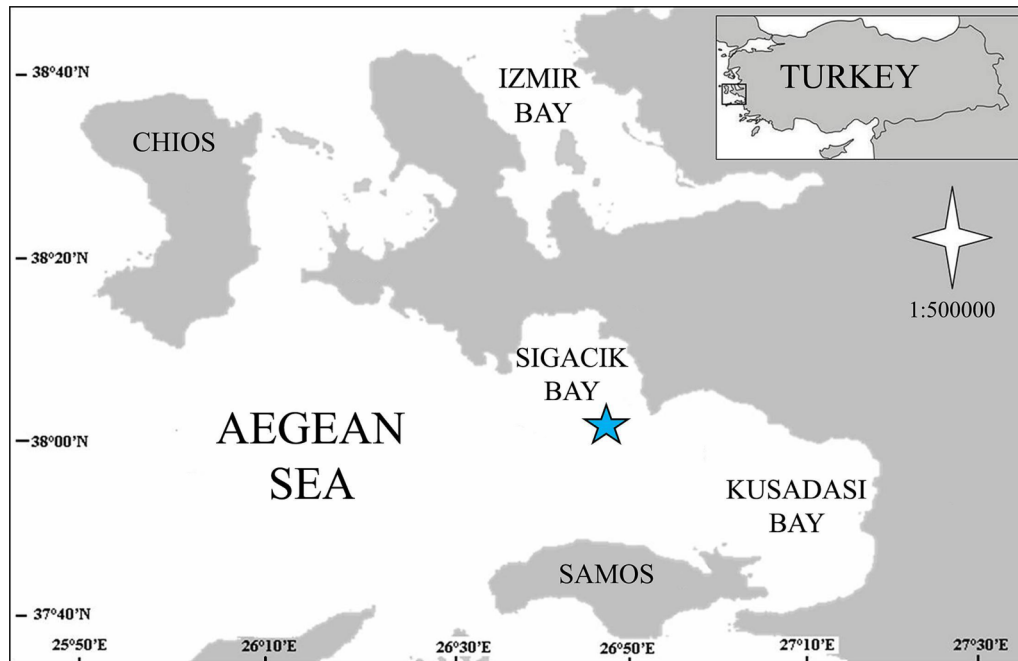 38°40'N
IZMIR
BAY
TURKEY
CHIOS
38°20'N
1:500000
SIGACIK
BAY
AEGEAN
SEA
38°00'N
KUSADASI
BAY
SAMOS
37°40'N
25°50'E
26°10'E
26°30'E
26°50'E
27°10'E
27°30'E